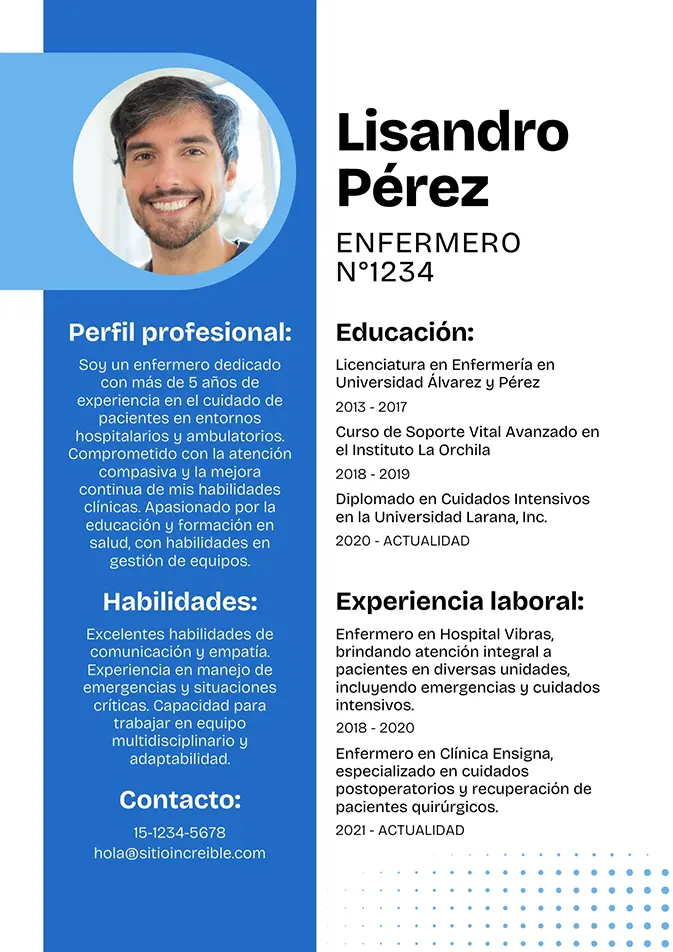 Lisandro
Pérez
ENFERMERO
N°1234
Perfil profesional:
Soy un enfermero dedicado
con más de 5 años de
experiencia en el cuidado de
pacientes en entornos
hospitalarios y ambulatorios.
Comprometido con la atención
compasiva y la mejora
continua de mis habilidades
clínicas. Apasionado por la
educación y formación en
salud, con habilidades en
gestión de equipos.
Habilidades:
Excelentes habilidades de
comunicación y empatía.
Experiencia en manejo de
emergencias y situaciones
críticas. Capacidad para
trabajar en equipo
multidisciplinario y
adaptabilidad.
Contacto:
15-1234-5678
hola@sitioincreible.com
Educación:
Licenciatura en Enfermería en
Universidad Álvarez y Pérez
2013 - 2017
Curso de Soporte Vital Avanzado en
el Instituto La Orchila
2018 - 2019
Diplomado en Cuidados Intensivos
en la Universidad Larana, Inc.
2020 - ACTUALIDAD
Experiencia laboral:
Enfermero en Hospital Vibras,
brindando atención integral a
pacientes en diversas unidades,
incluyendo emergencias y cuidados
intensivos.
2018 - 2020
Enfermero en Clínica Ensigna,
especializado en cuidados
postoperatorios y recuperación de
pacientes quirúrgicos.
2021 - ACTUALIDAD